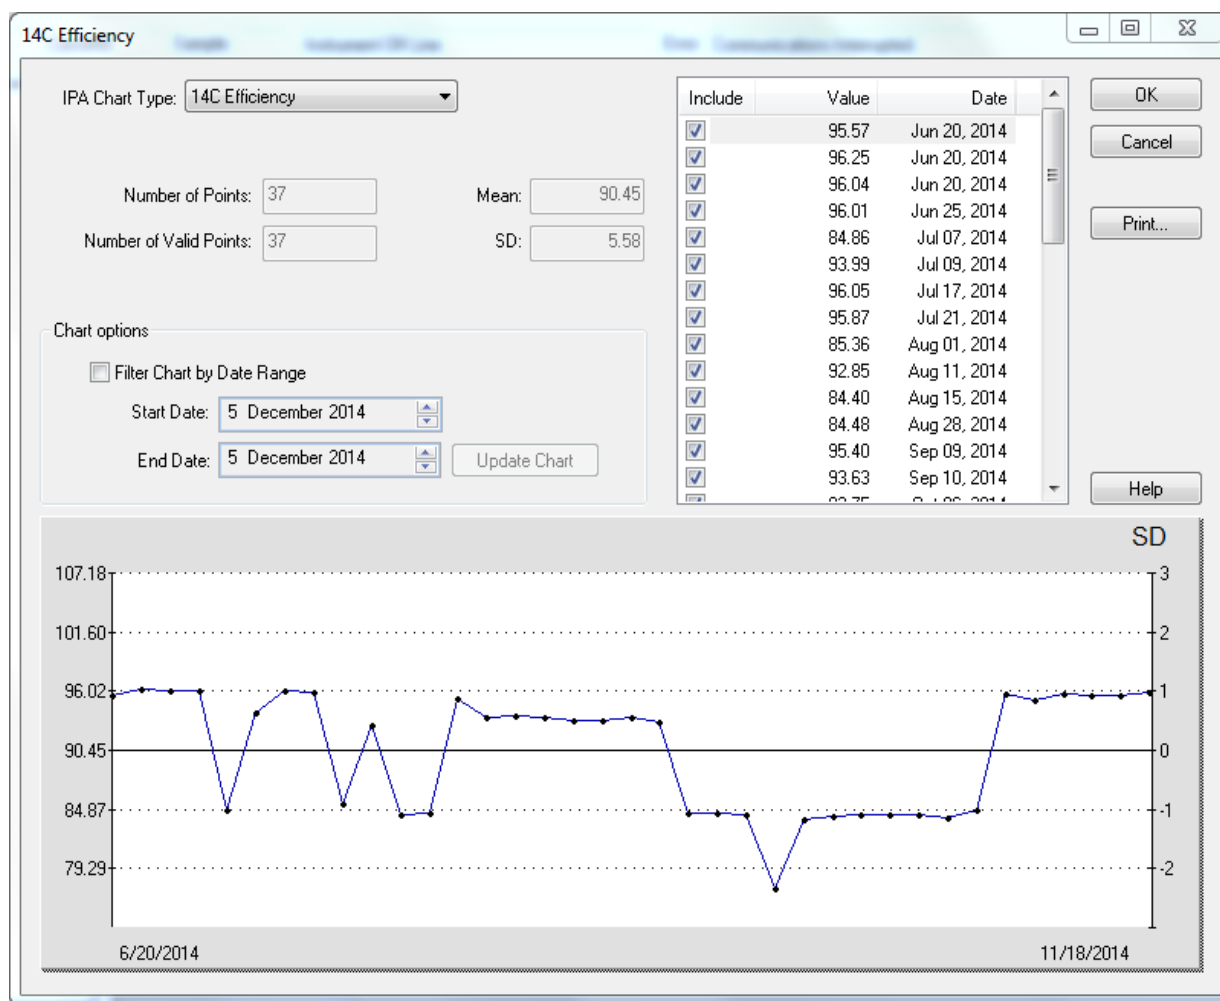 14C Efficiency
IPA Chart Type: 14C Efficiency
Number of Points: 37
Mean: 90.45
Number of Valid Points: 37
SD: 5.58
Chart options
Filter Chart by Date Range
Start Date: 5 December 2014
End Date: 5 December 2014
Update Chart
Include Value Date
95.57 Jun 20, 2014
96.25 Jun 20, 2014
96.04 Jun 20, 2014
96.01 Jun 25, 2014
84.86 Jul 07, 2014
93.99 Jul 09, 2014
96.05 Jul 17, 2014
95.87 Jul 21, 2014
85.36 Aug 01, 2014
92.85 Aug 11, 2014
84.40 Aug 15, 2014
84.48 Aug 28, 2014
95.40 Sep 09, 2014
93.63 Sep 10, 2014
OK
Cancel
Print...
Help
SD
107.18 3
101.60 2
96.02 1
90.45 0
84.87 -1
79.29 -2
6/20/2014 11/18/2014